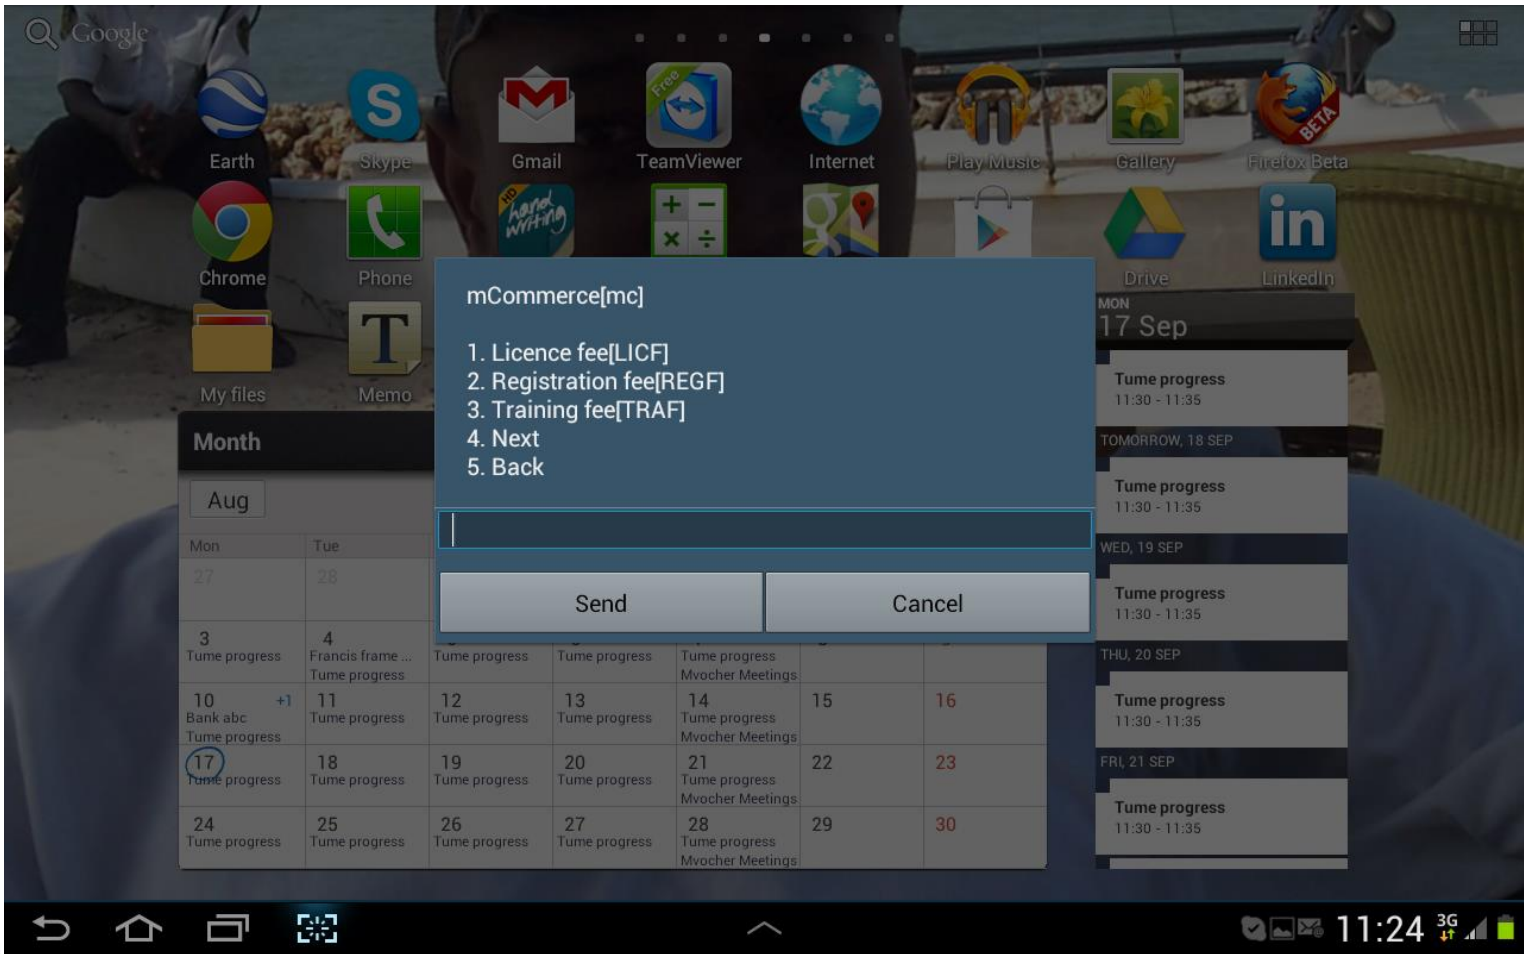 Google
Earth
Skype
Gmail
Free
TeamViewer
Internet
Play Music
Gallery
BETA
Firefox Beta
Chrome
Phone
HD
hand
writing
Drive
in
LinkedIn
My files
T
Memo
mCommerce[mc]
1. Licence fee[LICF]
2. Registration fee[REGF]
3. Training fee[TRAF]
4. Next
5. Back
Send
Cancel
Month
Aug
Mon
Tue
27
28
3
Tume progress
4
Francis frame ...
Tume progress
Tume progress
Tume progress
Tume progress
Mvocher Meetings
10
+1
Bank abc
Tume progress
11
Tume progress
12
Tume progress
13
Tume progress
14
Tume progress
Mvocher Meetings
15
16
17
Tume progress
18
Tume progress
19
Tume progress
20
Tume progress
21
Tume progress
Mvocher Meetings
22
23
24
Tume progress
25
Tume progress
26
Tume progress
27
Tume progress
28
Tume progress
Mvocher Meetings
29
30
MON
17 Sep
Tume progress
11:30 - 11:35
TOMORROW, 18 SEP
Tume progress
11:30 - 11:35
WED, 19 SEP
Tume progress
11:30 - 11:35
THU, 20 SEP
Tume progress
11:30 - 11:35
FRI, 21 SEP
Tume progress
11:30 - 11:35
11:24
3G